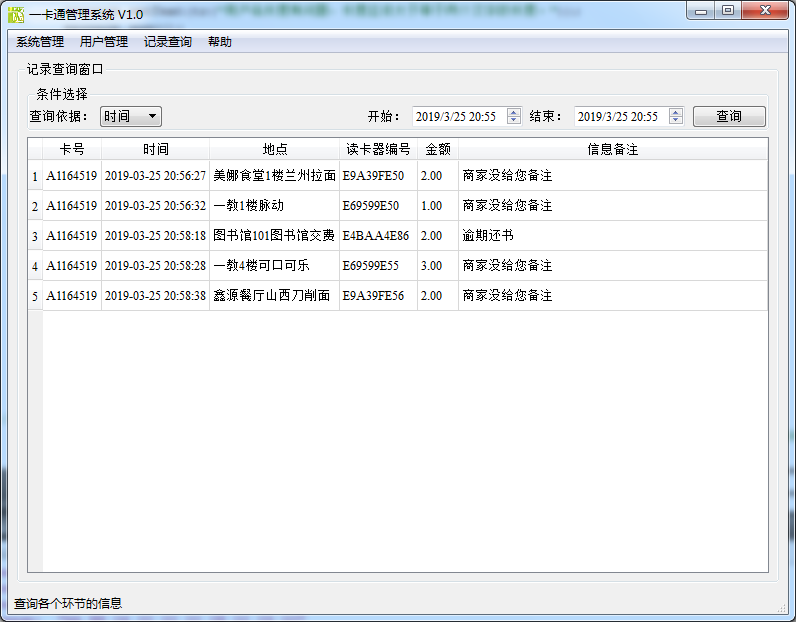 一卡通管理系统 V1.0
系统管理 用户管理 记录查询 帮助
记录查询窗口
条件选择
查询依据： 时间 开始： 2019/3/25 20:55 结束： 2019/3/25 20:55 查询
卡号 时间 地点 读卡器编号 金额 信息备注
1 A1164519 2019-03-25 20:56:27 美娜食堂1楼兰州拉面 E9A39FE50 2.00 商家没给您备注
2 A1164519 2019-03-25 20:56:32 一教1楼脉动 E69599E50 1.00 商家没给您备注
3 A1164519 2019-03-25 20:58:18 图书馆101图书馆交费 E4BAA4E86 2.00 逾期还书
4 A1164519 2019-03-25 20:58:28 一教4楼可口可乐 E69599E55 3.00 商家没给您备注
5 A1164519 2019-03-25 20:58:38 鑫源餐厅山西刀削面 E9A39FE56 2.00 商家没给您备注
查询各个环节的信息